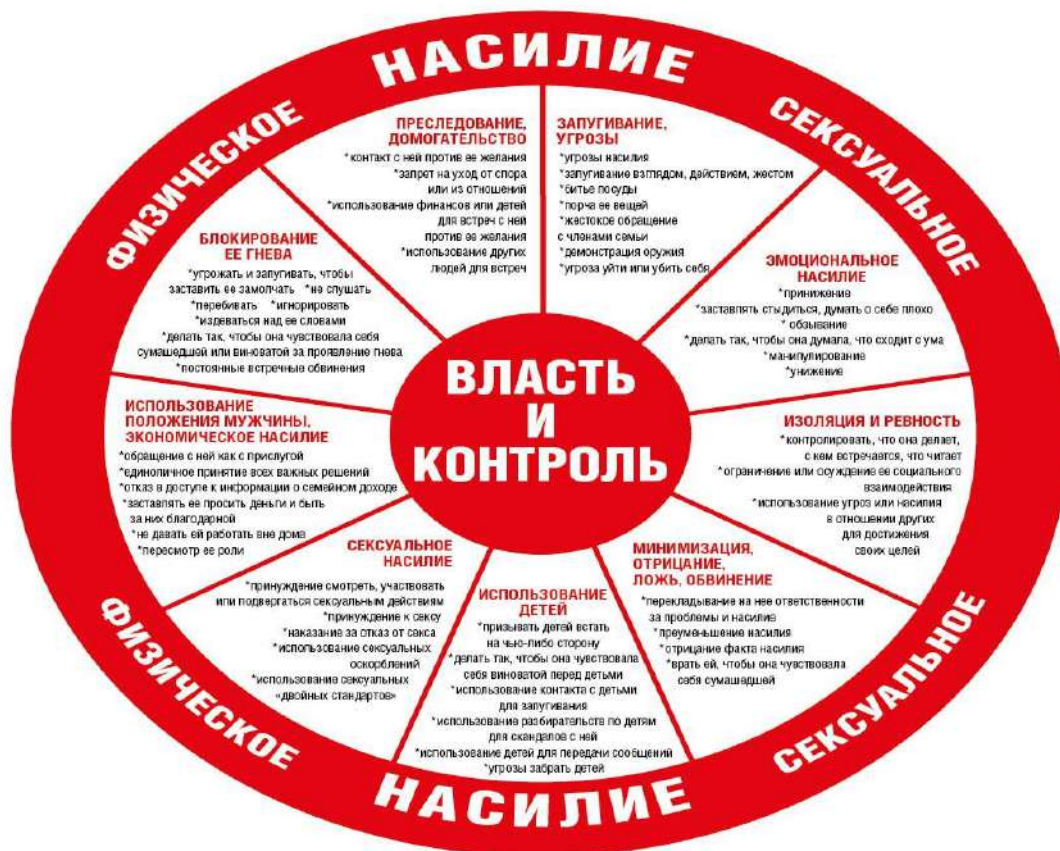 НАСИЛИЕ
ФИЗИЧЕСКОЕ
СЕКСУАЛЬНОЕ
ПРЕСЛЕДОВАНИЕ,
ДОМОГАТЕЛЬСТВО
*контакт с ней против ее желания
*запрет на уход от спора
или из отношений
*использование финансов или детей
для встреч с ней
против ее желания
*использование других
людей для встреч
ЗАПУГИВАНИЕ,
УГРОЗЫ
*угрозы насилия
*запугивание взглядом, действием, жестом
*битье посуды
*порча ее вещей
*жестокое обращение
с членами семьи
*демонстрация оружия
*угроза уйти или убить себя
ЭМОЦИОНАЛЬНОЕ
НАСИЛИЕ
*принижение
*заставлять стыдиться, думать о себе плохо
* обзывание
*делать так, чтобы она думала, что сходит с ума
*манипулирование
*унижение
ИЗОЛЯЦИЯ И РЕВНОСТЬ
*контролировать, что она делает,
с кем встречается, что читает
*ограничение или осуждение ее социального
взаимодействия
*использование угроз или насилия
в отношении других
для достижения
своих целей
МИНИМИЗАЦИЯ,
ОТРИЦАНИЕ,
ЛОЖЬ, ОБВИНЕНИЕ
*перекладывание на нее ответственности
за проблемы и насилие
*преуменьшение насилия
*отрицание факта насилия
*врать ей, чтобы она чувствовала
себя сумасшедшей
ИСПОЛЬЗОВАНИЕ
ДЕТЕЙ
*призывать детей встать
на чью-либо сторону
*делать так, чтобы она чувствовала
себя виноватой перед детьми
*использование контакта с детьми
для запугивания
*использование разбирательств по детям
для скандалов с ней
*использование детей для передачи сообщений
*угрозы забрать детей
СЕКСУАЛЬНОЕ
НАСИЛИЕ
*принуждение смотреть, участвовать
или подвергаться сексуальным действиям
*принуждение к сексу
*наказание за отказ от секса
*использование сексуальных
оскорблений
*использование сексуальных
«двойных стандартов»
ИСПОЛЬЗОВАНИЕ
ПОЛОЖЕНИЯ МУЖЧИНЫ,
ЭКОНОМИЧЕСКОЕ НАСИЛИЕ
*обращение с ней как с прислугой
*единоличное принятие всех важных решений
*отказ в доступе к информации о семейном доходе
*заставлять ее просить деньги и быть
за них благодарной
*не давать ей работать вне дома
*пересмотр ее роли
БЛОКИРОВАНИЕ
ЕЕ ГНЕВА
*угрожать и запугивать, чтобы
заставить ее замолчать *не слушать
*перебивать *игнорировать
*издеваться над ее словами
*делать так, чтобы она чувствовала себя
сумашедшей или виноватой за проявление гнева
*постоянные встречные обвинения
ВЛАСТЬ
И
КОНТРОЛЬ
ФИЗИЧЕСКОЕ
НАСИЛИЕ
СЕКСУАЛЬНОЕ